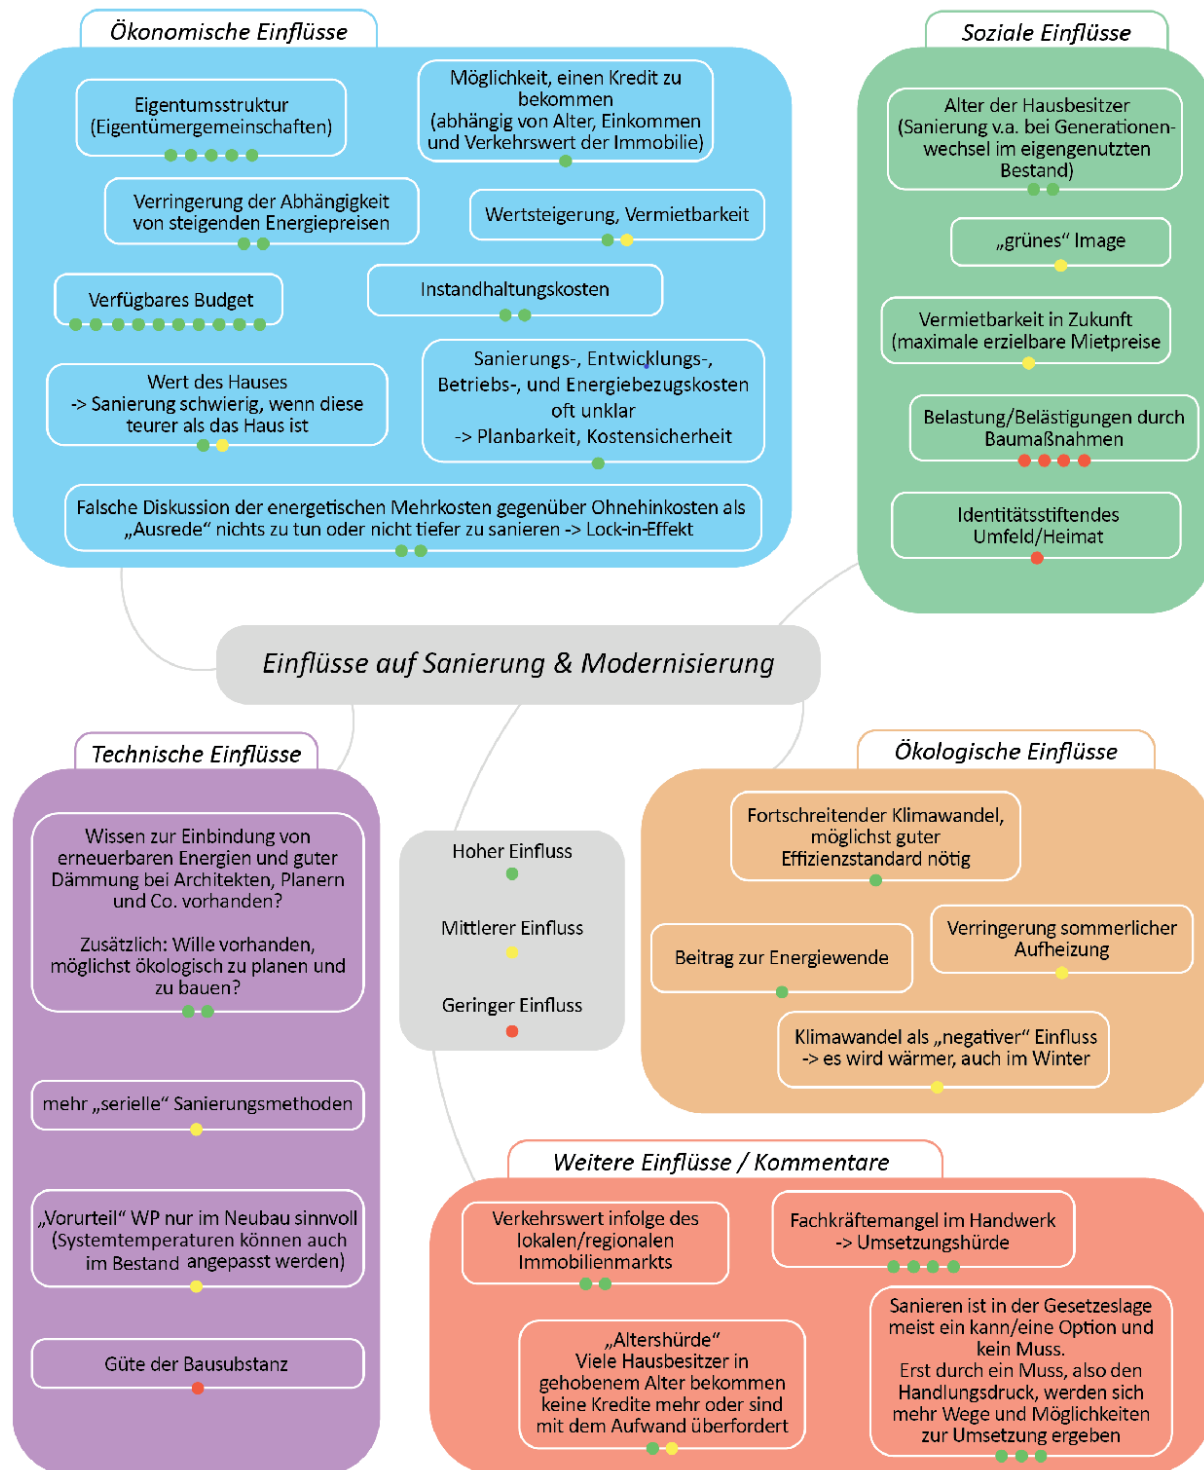 Ökonomische Einflüsse
Eigentumsstruktur
(Eigentümergemeinschaften)
Möglichkeit, einen Kredit zu
bekommen
(abhängig von Alter, Einkommen
und Verkehrswert der Immobilie)
Verringerung der Abhängigkeit
von steigenden Energiepreisen
Wertsteigerung, Vermietbarkeit
Verfügbares Budget
Instandhaltungskosten
Wert des Hauses
-> Sanierung schwierig, wenn diese
teurer als das Haus ist
Sanierungs-, Entwicklungs-,
Betriebs-, und Energiebezugskosten
oft unklar
-> Planbarkeit, Kostensicherheit
Falsche Diskussion der energetischen Mehrkosten gegenüber Ohnehinkosten als
„Ausrede“ nichts zu tun oder nicht tiefer zu sanieren -> Lock-in-Effekt
Soziale Einflüsse
Alter der Hausbesitzer
(Sanierung v.a. bei Generationen-
wechsel im eigengenutzten
Bestand)
„grünes“ Image
Vermietbarkeit in Zukunft
(maximale erzielbare Mietpreise
Belastung/Belästigungen durch
Baumaßnahmen
Identitätsstiftendes
Umfeld/Heimat
Einflüsse auf Sanierung & Modernisierung
Technische Einflüsse
Wissen zur Einbindung von
erneuerbaren Energien und guter
Dämmung bei Architekten, Planern
und Co. vorhanden?
Zusätzlich: Wille vorhanden,
möglichst ökologisch zu planen und
zu bauen?
mehr „serielle“ Sanierungsmethoden
„Vorurteil“ WP nur im Neubau sinnvoll
(Systemtemperaturen können auch
im Bestand angepasst werden)
Güte der Bausubstanz
Hoher Einfluss
Mittlerer Einfluss
Geringer Einfluss
Ökologische Einflüsse
Fortschreitender Klimawandel,
möglichst guter
Effizienzstandard nötig
Beitrag zur Energiewende
Verringerung sommerlicher
Aufheizung
Klimawandel als „negativer“ Einfluss
-> es wird wärmer, auch im Winter
Weitere Einflüsse / Kommentare
Verkehrswert infolge des
lokalen/regionalen
Immobilienmarkts
Fachkräftemangel im Handwerk
-> Umsetzungshürde
„Altershürde“
Viele Hausbesitzer in
gehobenem Alter bekommen
keine Kredite mehr oder sind
mit dem Aufwand überfordert
Sanieren ist in der Gesetzeslage
meist ein kann/eine Option und
kein Muss.
Erst durch ein Muss, also den
Handlungsdruck, werden sich
mehr Wege und Möglichkeiten
zur Umsetzung ergeben